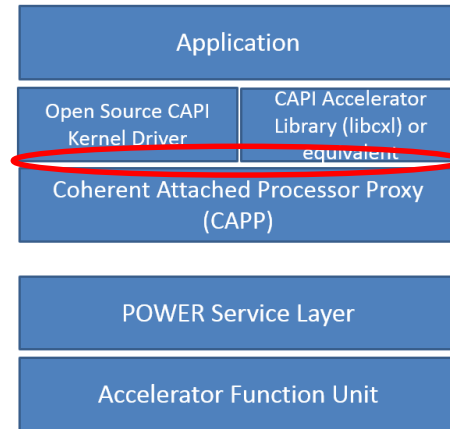 Application
Open Source CAPI
Kernel Driver
CAPI Accelerator
Library (libcxl) or
equivalent
Coherent Attached Processor Proxy
(CAPP)
POWER Service Layer
Accelerator Function Unit